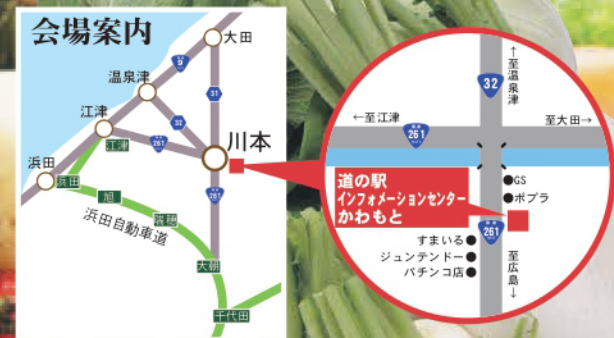 会場案内
大田
9
温泉津
31
32
江津
江津
261
川本
浜田
浜田
旭
瑞穂
浜田自動車道
261
大朝
千代田
↑至温泉津
32
←至江津
261
至大田→
道の駅
インフォメーションセンター
かわもと
●GS
●ポプラ
261
すまいる●
ジュンテンドー●
パチンコ店●
至広島↓